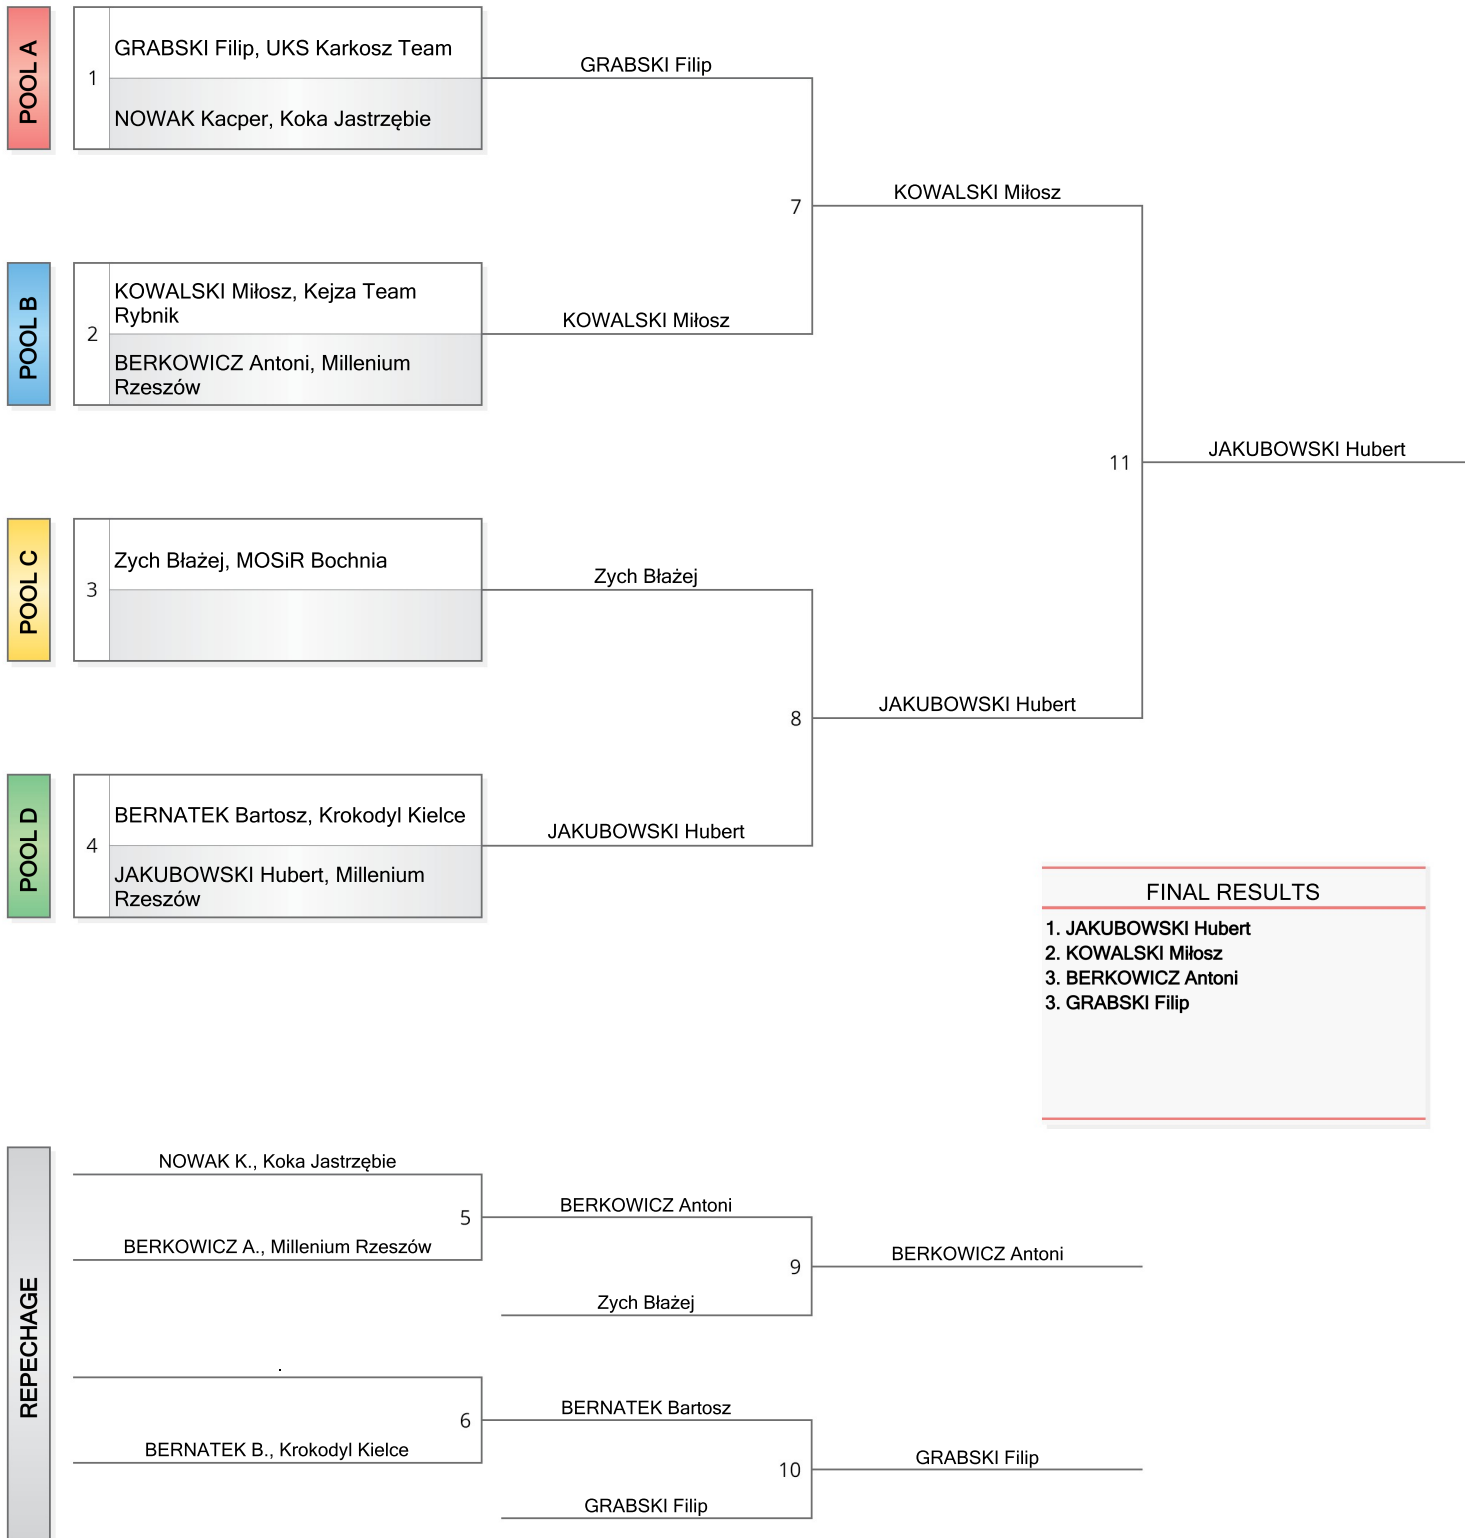 POOL A
1
GRABSKI Filip, UKS Karkosz Team
NOWAK Kacper, Koka Jastrzębie
GRABSKI Filip
7
KOWALSKI Miłosz
POOL B
2
KOWALSKI Miłosz, Kejza Team
Rybnik
BERKOWICZ Antoni, Millenium
Rzeszów
KOWALSKI Miłosz
11
JAKUBOWSKI Hubert
POOL C
3
Zych Błażej, MOSiR Bochnia
Zych Błażej
8
JAKUBOWSKI Hubert
POOL D
4
BERNATEK Bartosz, Krokodyl Kielce
JAKUBOWSKI Hubert, Millenium
Rzeszów
JAKUBOWSKI Hubert
FINAL RESULTS
1. JAKUBOWSKI Hubert
2. KOWALSKI Miłosz
3. BERKOWICZ Antoni
3. GRABSKI Filip
REPECHAGE
NOWAK K., Koka Jastrzębie
5
BERKOWICZ A., Millenium Rzeszów
BERKOWICZ Antoni
9
Zych Błażej
BERKOWICZ Antoni
.
6
BERNATEK B., Krokodyl Kielce
BERNATEK Bartosz
10
GRABSKI Filip
GRABSKI Filip